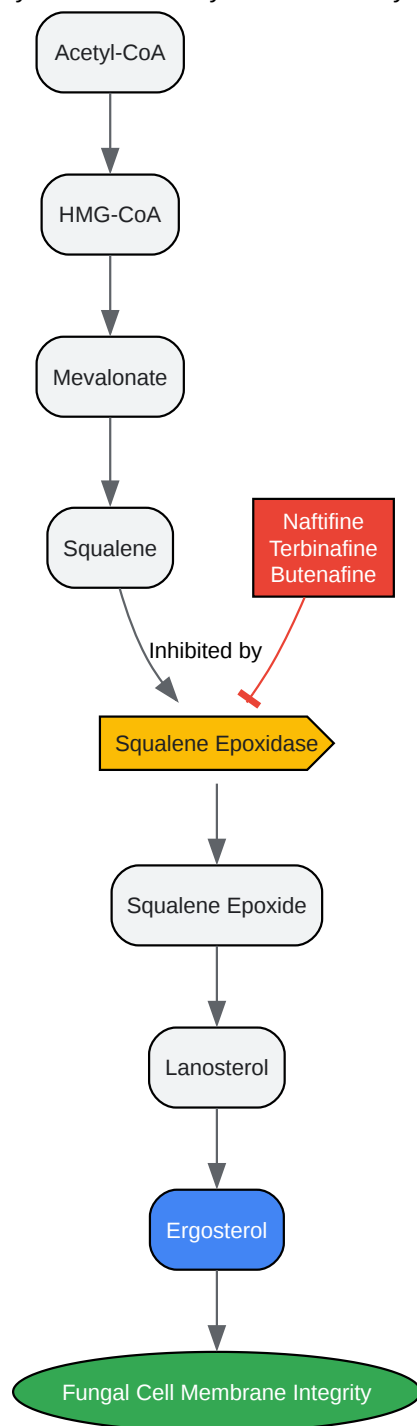 Acetyl-CoA
HMG-CoA
Mevalonate
Squalene
Naftifine
Terbinafine
Butenafine
Inhibited by
Squalene Epoxidase
Squalene Epoxide
Lanosterol
Ergosterol
Fungal Cell Membrane Integrity